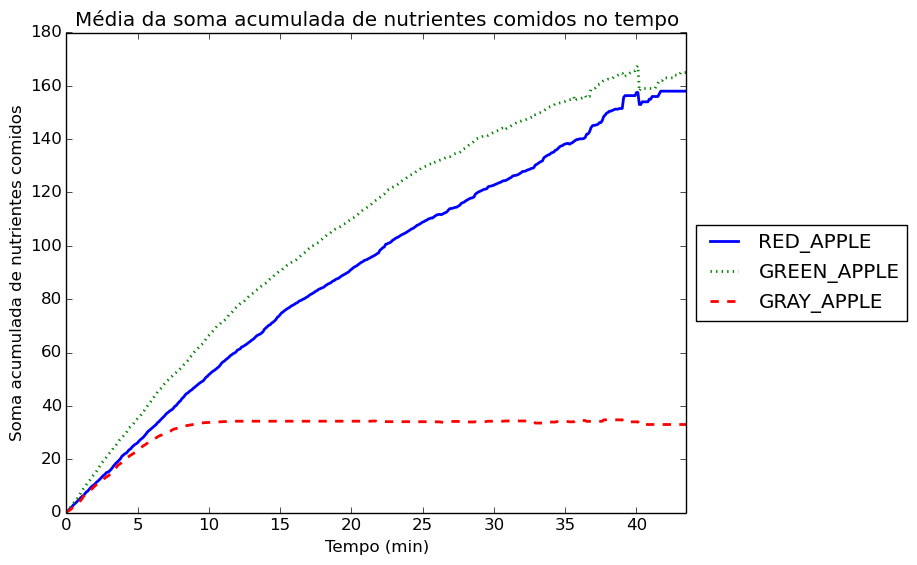 Média da soma acumulada de nutrientes comidos no tempo
180
160
140
120
100
80
60
40
20
0
Soma acumulada de nutrientes comidos
0 5 10 15 20 25 30 35 40
Tempo (min)
RED_APPLE
GREEN_APPLE
GRAY_APPLE